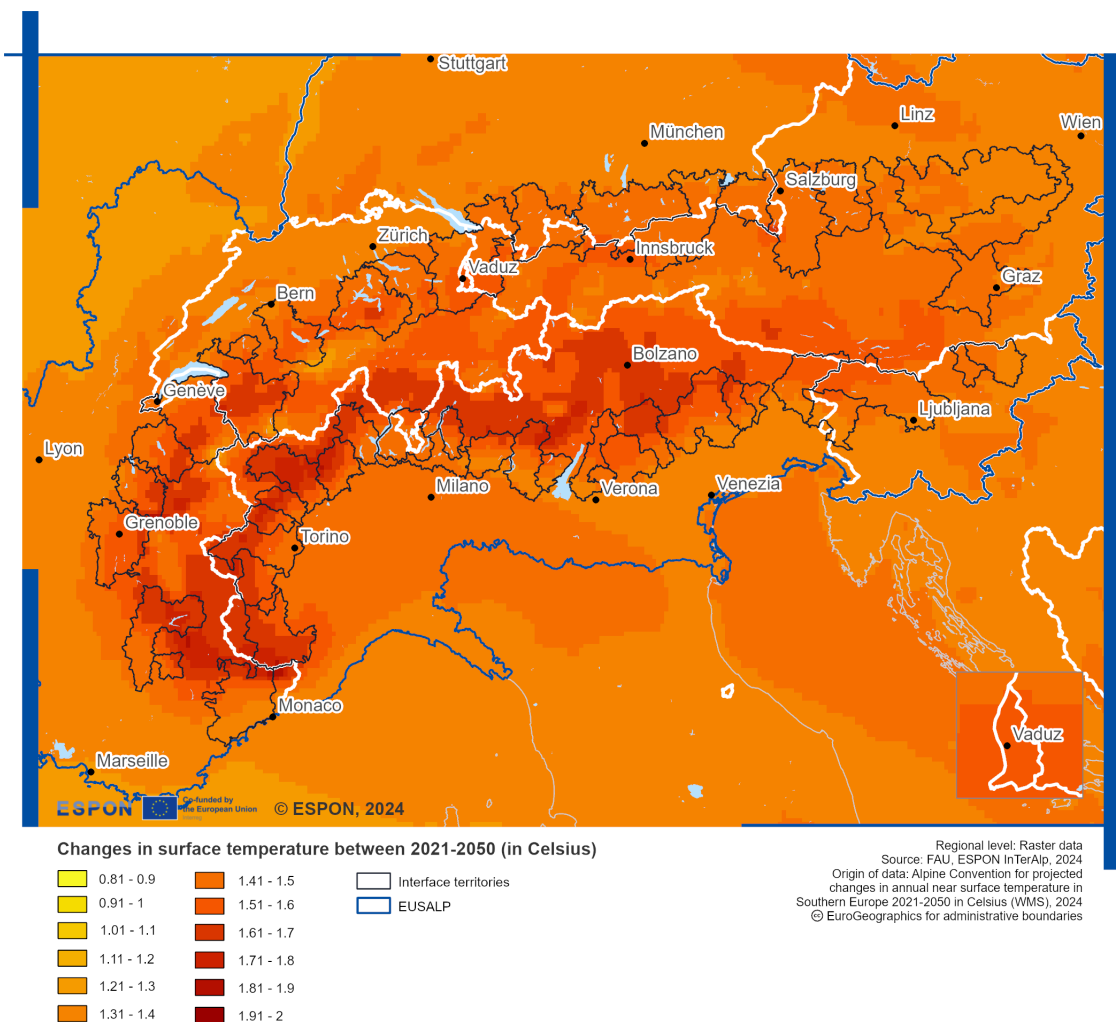 Stuttgart
Linz
Wien
München
Salzburg
Zürich
Innsbruck
Vaduz
Graz
Bern
Bolzano
Genève
Ljubljana
Lyon
Milano
Verona
Venezia
Grenoble
Torino
Monaco
Vaduz
Marseille
ESPON
Co-funded by
the European Union
© ESPON, 2024
Changes in surface temperature between 2021-2050 (in Celsius)
0.81 - 0.9
0.91 - 1
1.01 - 1.1
1.11 - 1.2
1.21 - 1.3
1.31 - 1.4
1.41 - 1.5
1.51 - 1.6
1.61 - 1.7
1.71 - 1.8
1.81 - 1.9
1.91 - 2
Interface territories
EUSALP
Regional level: Raster data
Source: FAU, ESPON InTerAlp, 2024
Origin of data: Alpine Convention for projected
changes in annual near surface temperature in
Southern Europe 2021-2050 in Celsius (WMS), 2024
㏄ EuroGeographics for administrative boundaries